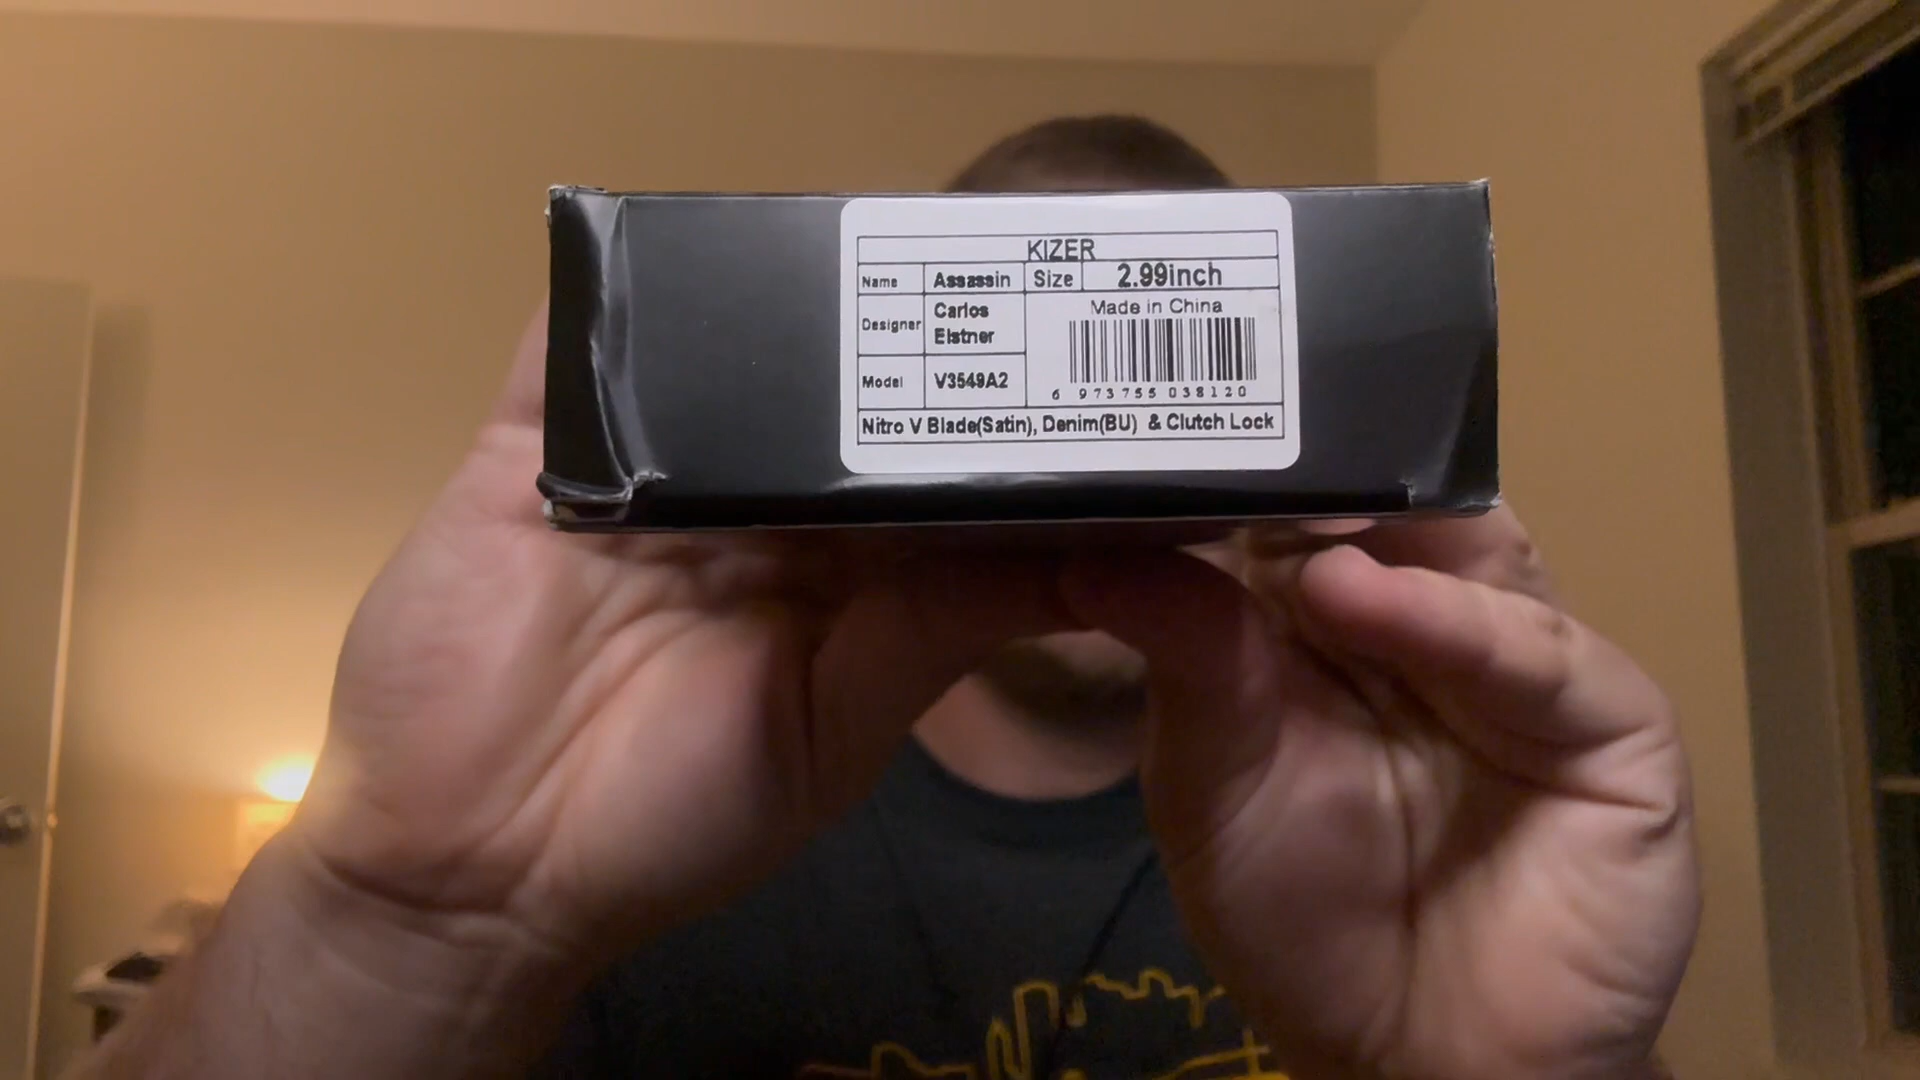 KIZER
Name Assassin Size 2.99inch
Designer Carlos Elstner
Made in China
Model V3549A2
6 973755 038120
Nitro V Blade(Satin), Denim(BU) & Clutch Lock